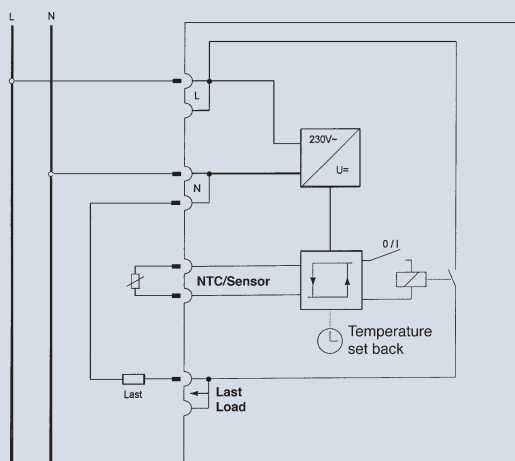 L
N
L
230V~
U=
N
0 / I
NTC/Sensor
Temperature
set back
Last
Last
Load